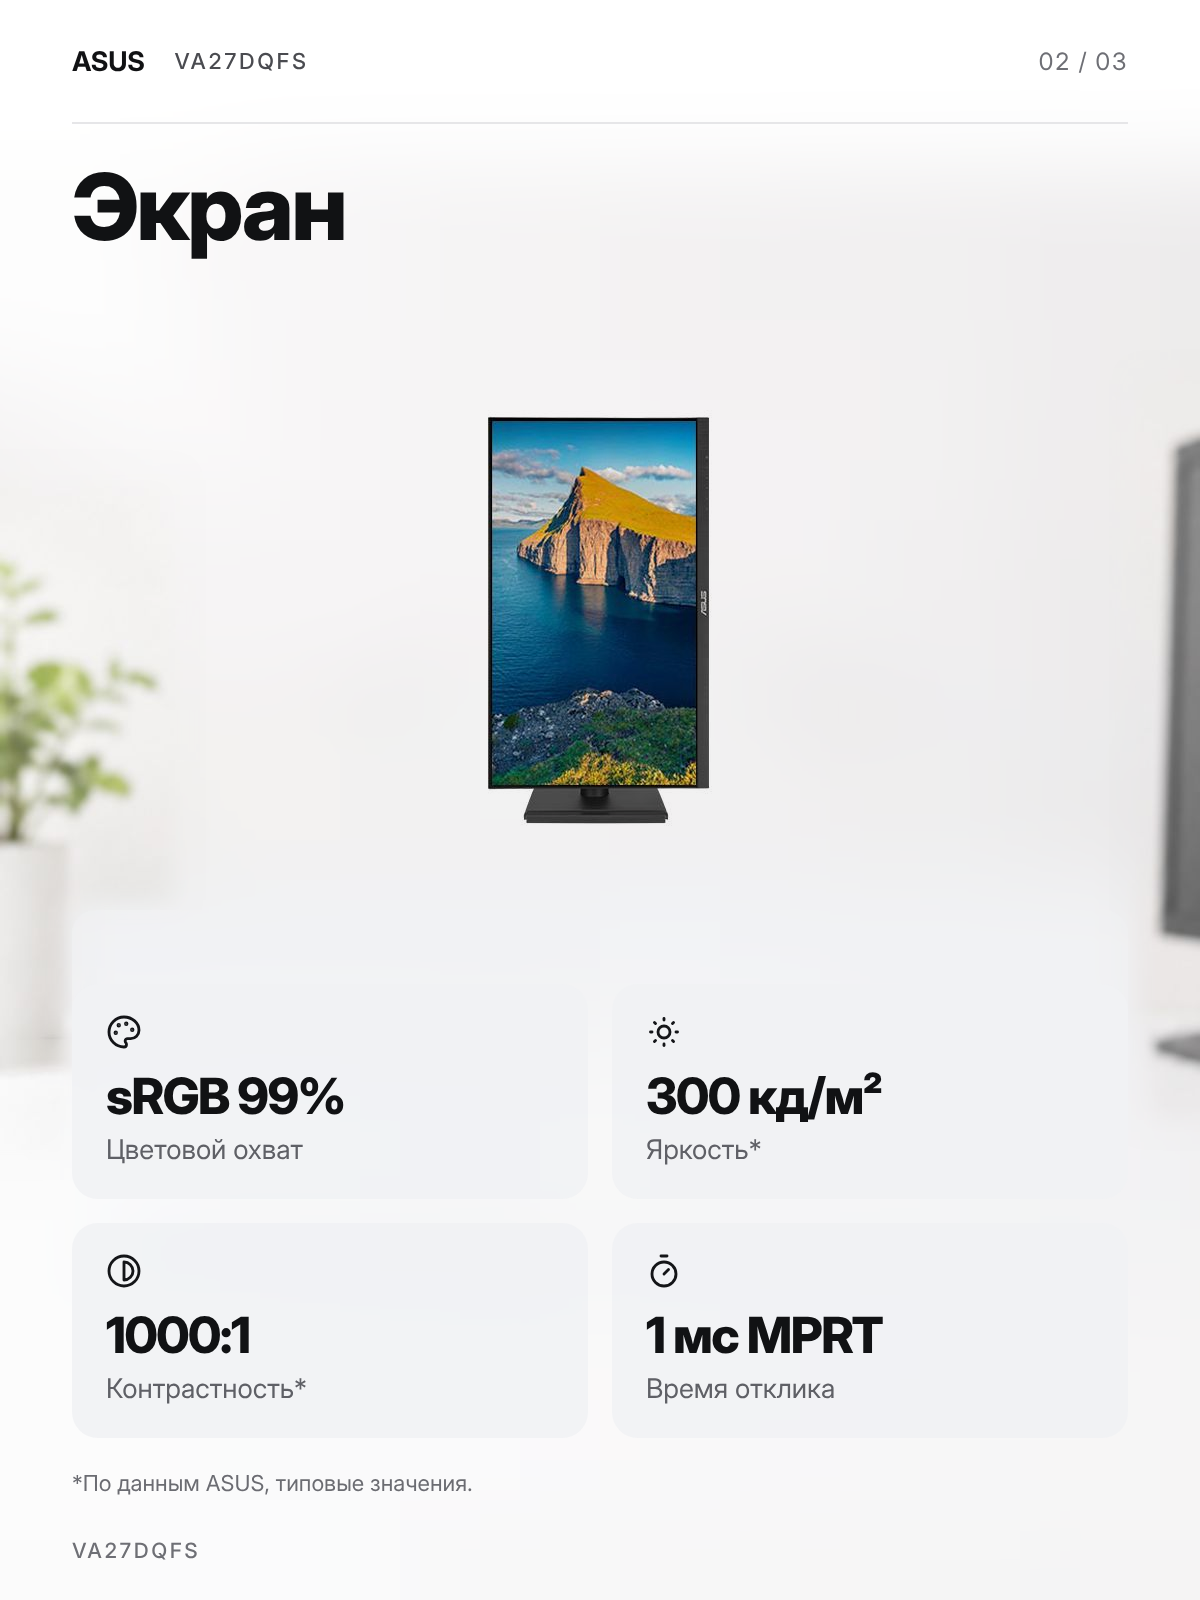 ASUS VA27DQFS 02 / 03
Экран
ASUS
sRGB 99%
Цветовой охват
300 кд/м²
Яркость*
1000:1
Контрастность*
1 мс MPRT
Время отклика
*По данным ASUS, типовые значения.
VA27DQFS